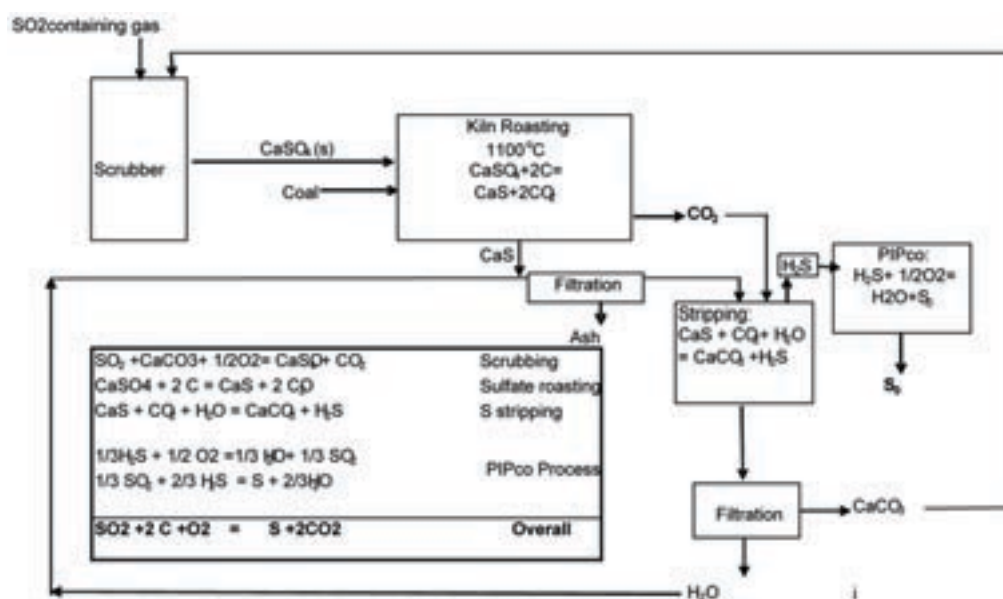 SO2containing gas
Scrubber
CaSO₄(s)
Coal
Kiln Roasting
1100°C
CaSO₄+2C=
CaS+2CO₂
CO₂
CaS
Filtration
Ash
H₂S
PIPco:
H₂S+ 1/2O2=
H2O+S₀
S₀
Stripping:
CaS + CO₂+ H₂O
= CaCO₃ +H₂S
SO₂ +CaCO3+ 1/2O2= CaSO₄+ CO₂ Scrubbing
CaSO4 + 2 C = CaS + 2 CO₂ Sulfate roasting
CaS + CO₂ + H₂O = CaCO₃ + H₂S S stripping
1/3H₂S + 1/2 O2 =1/3 H₂O+ 1/3 SO₂
PIPco Process
1/3 SO₂ + 2/3 H₂S = S + 2/3H₂O
SO2 +2 C +O2 = S +2CO2 Overall
Filtration
CaCO₃
H₂O